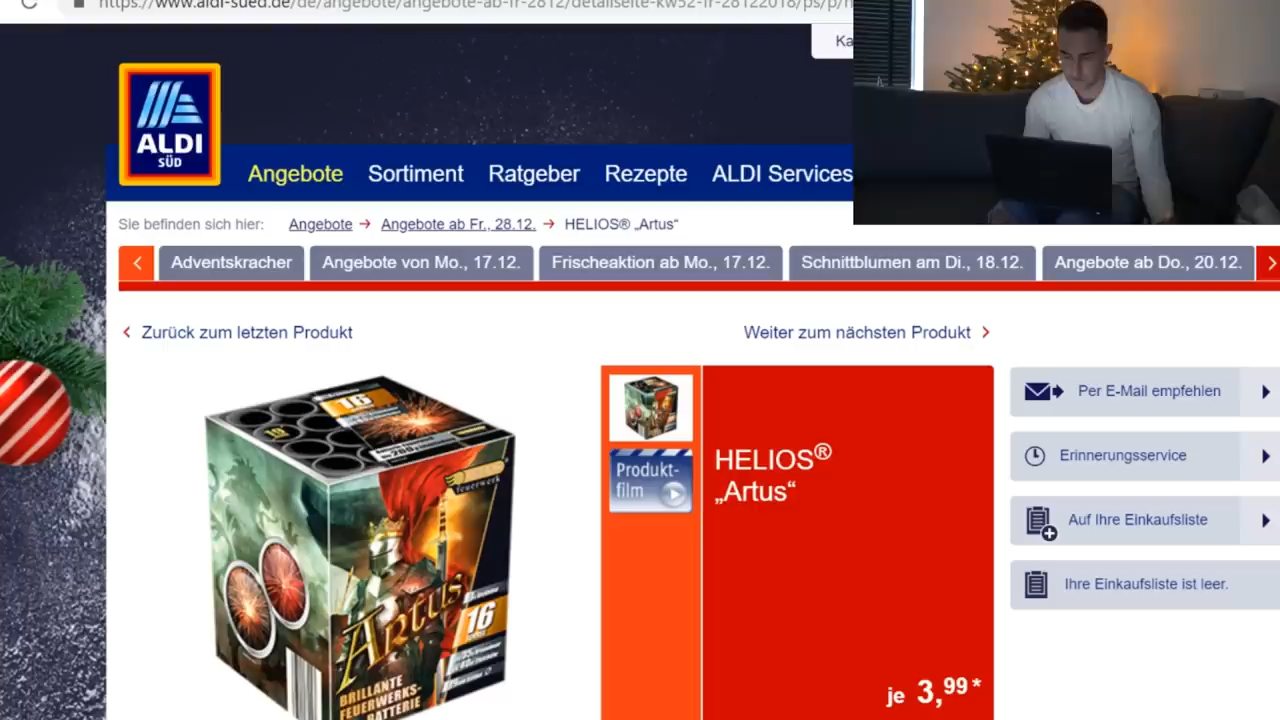 https://www.aldi-sued.de/de/angebote/angebote-ab-fr-2812/detailseite-kw52-fr-28122018/ps/p/h
Ka
ALDI
SÜD
Angebote Sortiment Ratgeber Rezepte ALDI Services
Sie befinden sich hier: Angebote → Angebote ab Fr., 28.12. → HELIOS® „Artus“
Adventskracher Angebote von Mo., 17.12. Frischeaktion ab Mo., 17.12. Schnittblumen am Di., 18.12. Angebote ab Do., 20.12.
Zurück zum letzten Produkt Weiter zum nächsten Produkt
Per E-Mail empfehlen
Erinnerungsservice
Auf Ihre Einkaufsliste
Ihre Einkaufsliste ist leer.
Produkt-
film
HELIOS®
„Artus“
je 3,99*
16
feuerwerk
ARTUS
16
BRILLANTE
FEUERWERKS-
BATTERIE